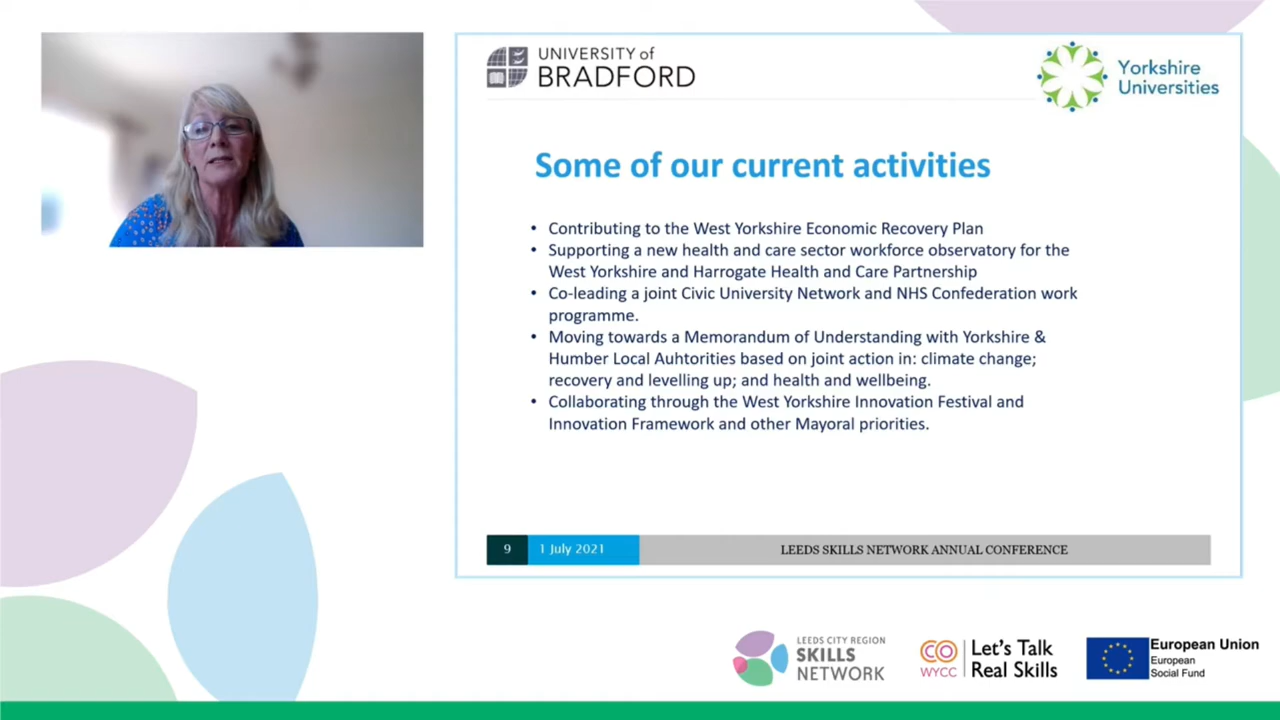 UNIVERSITY of
BRADFORD
Yorkshire
Universities
Some of our current activities
• Contributing to the West Yorkshire Economic Recovery Plan
• Supporting a new health and care sector workforce observatory for the
West Yorkshire and Harrogate Health and Care Partnership
• Co-leading a joint Civic University Network and NHS Confederation work
programme.
• Moving towards a Memorandum of Understanding with Yorkshire &
Humber Local Auhtorities based on joint action in: climate change;
recovery and levelling up; and health and wellbeing.
• Collaborating through the West Yorkshire Innovation Festival and
Innovation Framework and other Mayoral priorities.
9 1 July 2021 LEEDS SKILLS NETWORK ANNUAL CONFERENCE
LEEDS CITY REGION
SKILLS
NETWORK
CO
WYCC
Let's Talk
Real Skills
European Union
European
Social Fund